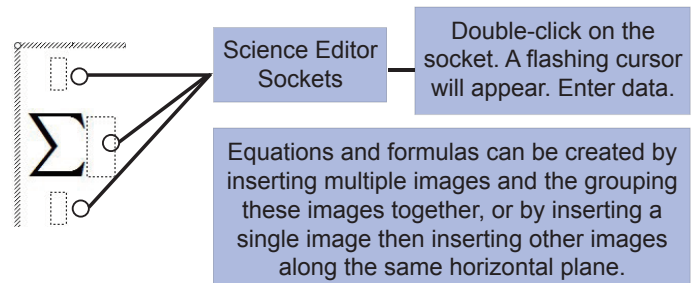 Science Editor
Sockets
Double-click on the
socket. A flashing cursor
will appear. Enter data.
∑
Equations and formulas can be created by
inserting multiple images and the grouping
these images together, or by inserting a
single image then inserting other images
along the same horizontal plane.